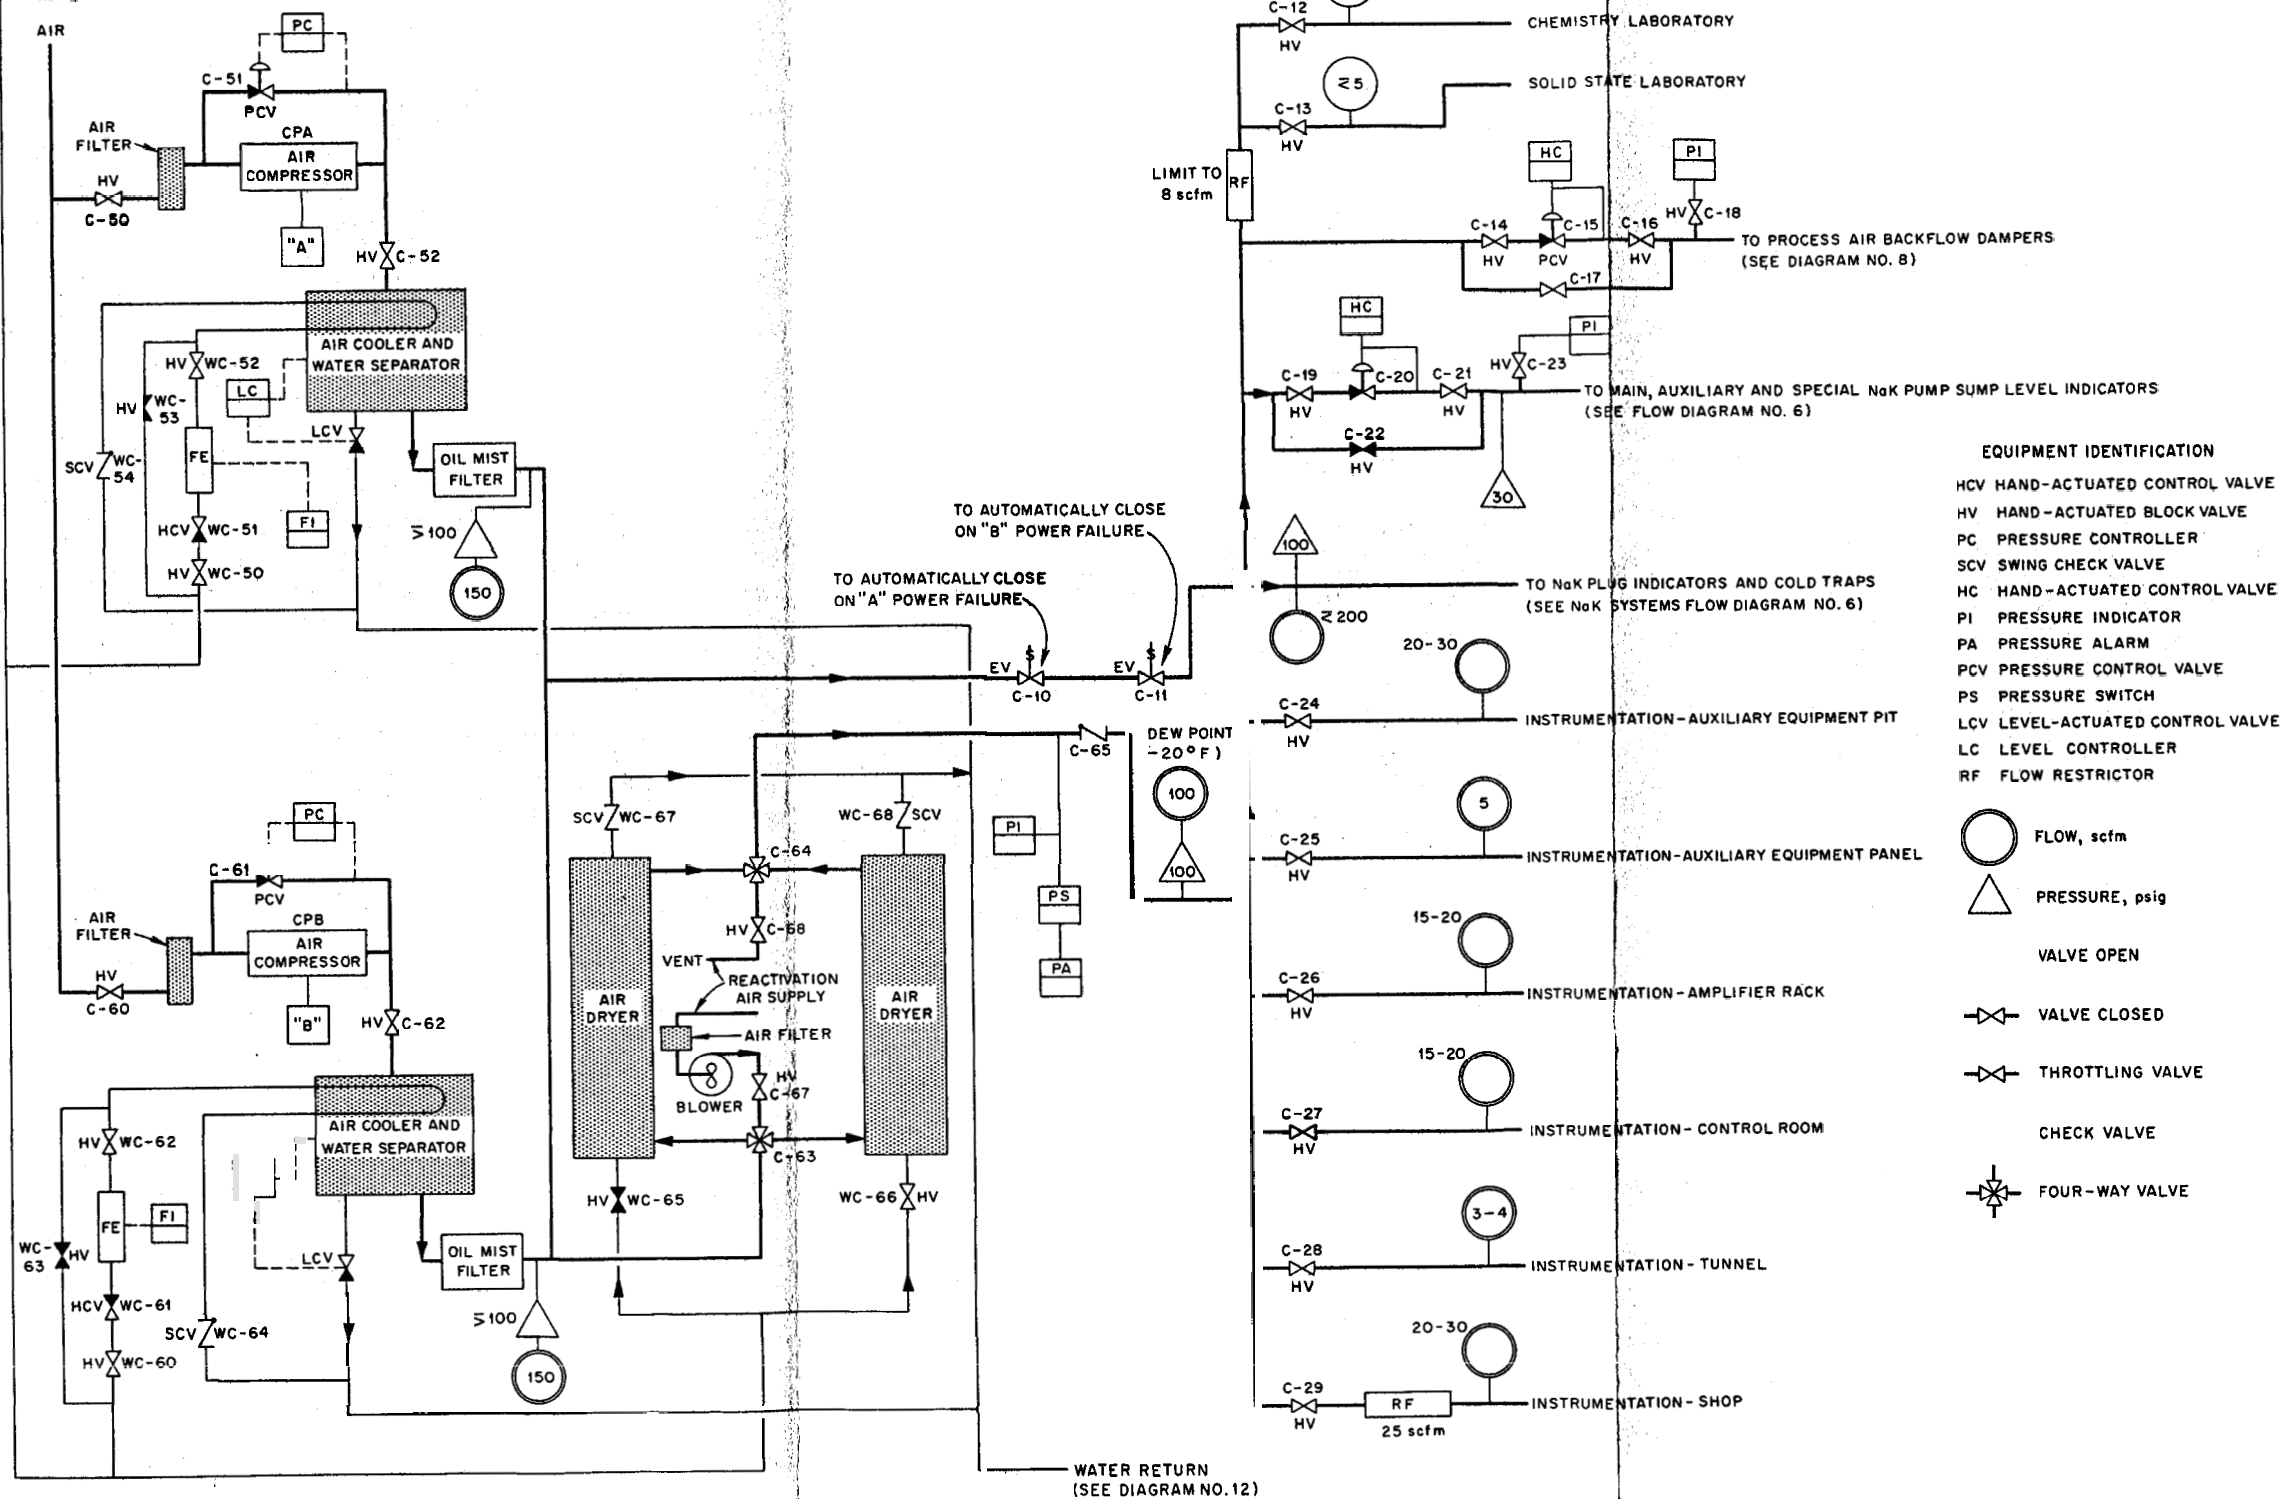 AIR
PC
C-51
PCV
AIR
FILTER
CPA
AIR
COMPRESSOR
HV
C-50
"A"
HV C-52
AIR COOLER AND
WATER SEPARATOR
HV WC-52
LC
HV WC-
53
LCV
SCV WC-
54
FE
OIL MIST
FILTER
FI
HCV WC-51
HV WC-50
≥100
150
PC
C-61
PCV
AIR
FILTER
CPB
AIR
COMPRESSOR
HV
C-60
"B"
HV C-62
AIR COOLER AND
WATER SEPARATOR
HV WC-62
FE
FI
WC-
63
HV
LCV
HCV WC-61
SCV WC-64
HV WC-60
OIL MIST
FILTER
≥100
150
SCV WC-67
WC-68 SCV
C-64
HV C-68
VENT
REACTIVATION
AIR SUPPLY
AIR
DRYER
AIR
DRYER
AIR FILTER
HV
C-67
BLOWER
C-63
HV WC-65
WC-66 HV
TO AUTOMATICALLY CLOSE
ON "A" POWER FAILURE
TO AUTOMATICALLY CLOSE
ON "B" POWER FAILURE
S
S
EV
EV
C-10
C-11
C-65
DEW POINT
-20°F)
100
100
PI
PS
PA
WATER RETURN
(SEE DIAGRAM NO. 12)
C-12
HV
CHEMISTRY LABORATORY
C-13
HV
≷5
SOLID STATE LABORATORY
LIMIT TO
8 scfm
RF
HC
PI
C-14
HV
C-15
PCV
C-16
HV
HV C-18
C-17
TO PROCESS AIR BACKFLOW DAMPERS
(SEE DIAGRAM NO. 8)
HC
PI
C-19
HV
C-20
C-21
HV
HV C-23
C-22
HV
30
TO MAIN, AUXILIARY AND SPECIAL NaK PUMP SUMP LEVEL INDICATORS
(SEE FLOW DIAGRAM NO. 6)
100
≷200
TO NaK PLUG INDICATORS AND COLD TRAPS
(SEE NaK SYSTEMS FLOW DIAGRAM NO. 6)
20-30
C-24
HV
INSTRUMENTATION-AUXILIARY EQUIPMENT PIT
5
C-25
HV
INSTRUMENTATION-AUXILIARY EQUIPMENT PANEL
15-20
C-26
HV
INSTRUMENTATION-AMPLIFIER RACK
15-20
C-27
HV
INSTRUMENTATION-CONTROL ROOM
3-4
C-28
HV
INSTRUMENTATION-TUNNEL
20-30
C-29
HV
RF
25 scfm
INSTRUMENTATION-SHOP
EQUIPMENT IDENTIFICATION
HCV HAND-ACTUATED CONTROL VALVE
HV HAND-ACTUATED BLOCK VALVE
PC PRESSURE CONTROLLER
SCV SWING CHECK VALVE
HC HAND-ACTUATED CONTROL VALVE
PI PRESSURE INDICATOR
PA PRESSURE ALARM
PCV PRESSURE CONTROL VALVE
PS PRESSURE SWITCH
LCV LEVEL-ACTUATED CONTROL VALVE
LC LEVEL CONTROLLER
RF FLOW RESTRICTOR
FLOW, scfm
PRESSURE, psig
VALVE OPEN
VALVE CLOSED
THROTTLING VALVE
CHECK VALVE
FOUR-WAY VALVE